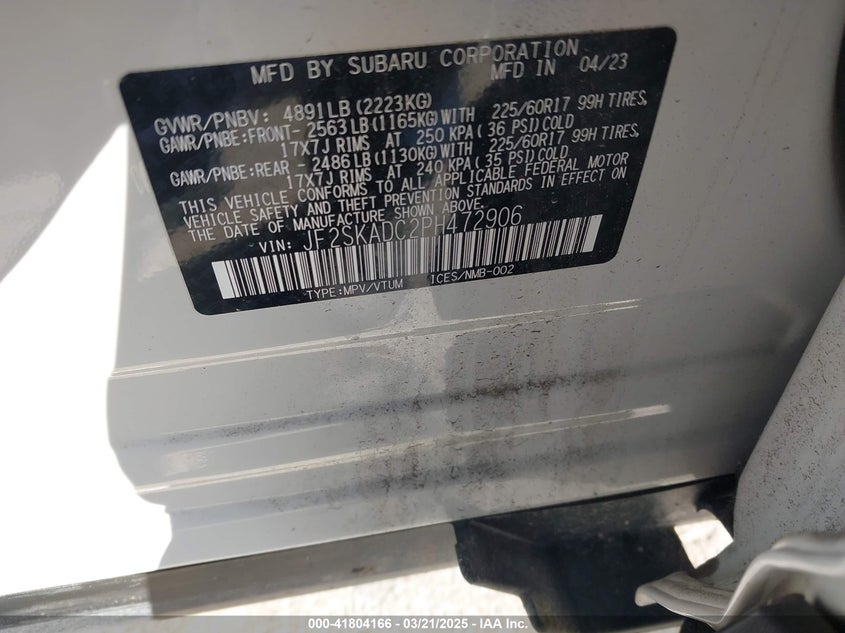 MFD BY SUBARU CORPORATION
MFD IN 04/23
GVWR/PNBV: 4891LB(2223KG)
GAWR/PNBE:FRONT- 2563LB(1165KG)WITH 225/60R17 99H TIRES,
17X7J RIMS AT 250 KPA(36 PSI)COLD
GAWR/PNBE:REAR - 2486LB(1130KG)WITH 225/60R17 99H TIRES,
17X7J RIMS AT 240 KPA(35 PSI)COLD
THIS VEHICLE CONFORMS TO ALL APPLICABLE FEDERAL MOTOR
VEHICLE SAFETY AND THEFT PREVENTION STANDARDS IN EFFECT ON
THE DATE OF MANUFACTURE SHOWN ABOVE.
VIN: JF2SKADC2PH472906
TYPE:MPV/VTUM ICES/NMB-002
000-41804166 - 03/21/2025 - IAA Inc.